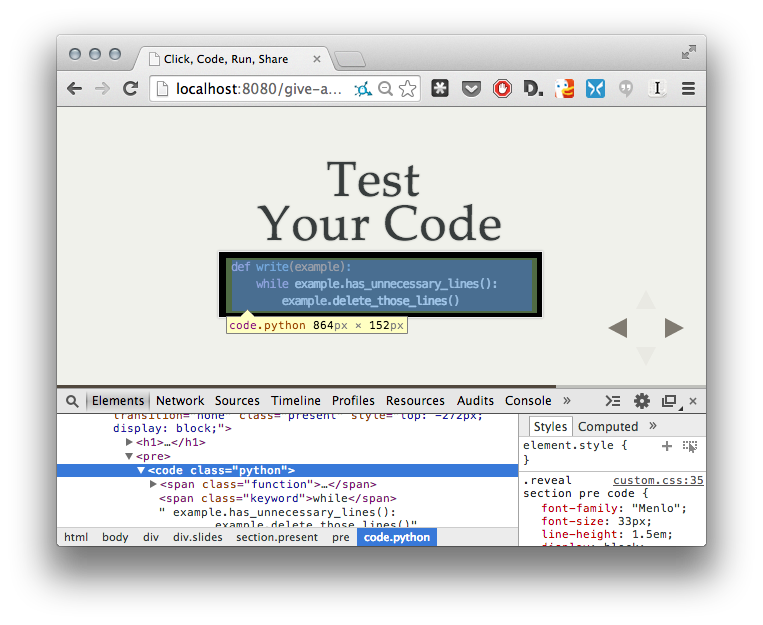 Click, Code, Run, Share
localhost:8080/give-a...
D.
I
Test
Your Code
def write(example):
while example.has_unnecessary_lines():
example.delete_those_lines()
code.python 864px × 152px
Elements Network Sources Timeline Profiles Resources Audits Console »
transition="none" class="present" style="top: -272px;
display: block;">
▶<h1>…</h1>
▼<pre>
▼<code class="python">
▶<span class="function">…</span>
<span class="keyword">while</span>
" example.has_unnecessary_lines():
example.delete_those_lines()"
html body div div.slides section.present pre code.python
Styles Computed »
element.style {
}
.reveal custom.css:35
section pre code {
font-family: "Menlo";
font-size: 33px;
line-height: 1.5em;
display: block;